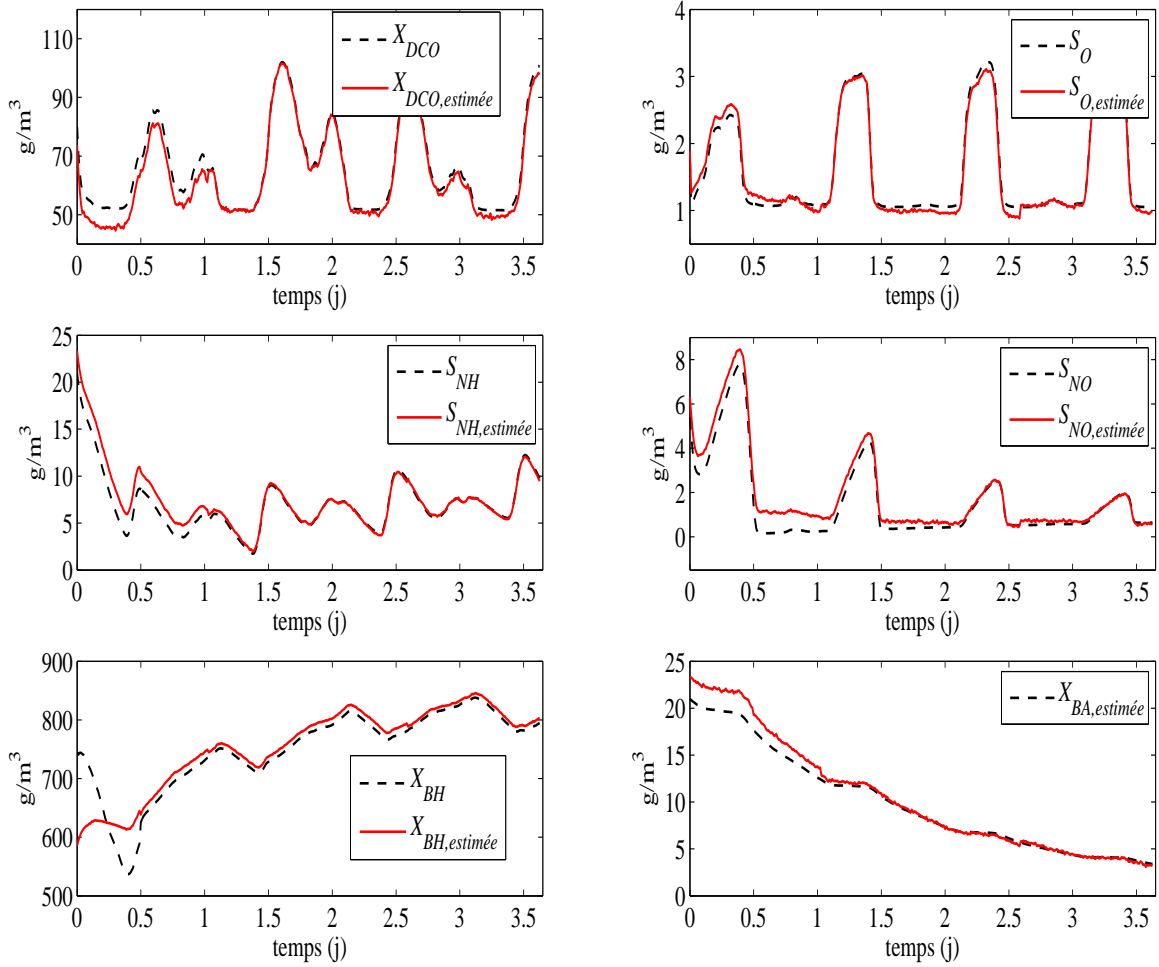 110
90
70
50
g/m³
X_DCO
X_DCO,estimée
0 0.5 1 1.5 2 2.5 3 3.5
temps (j)
4
3
2
1
g/m³
S_O
S_O,estimée
0 0.5 1 1.5 2 2.5 3 3.5
temps (j)
25
20
15
10
5
0
g/m³
S_NH
S_NH,estimée
0 0.5 1 1.5 2 2.5 3 3.5
temps (j)
8
6
4
2
0
g/m³
S_NO
S_NO,estimée
0 0.5 1 1.5 2 2.5 3 3.5
temps (j)
900
800
700
600
500
g/m³
X_BH
X_BH,estimée
0 0.5 1 1.5 2 2.5 3 3.5
temps (j)
25
20
15
10
5
0
g/m³
X_BA,estimée
0 0.5 1 1.5 2 2.5 3 3.5
temps (j)